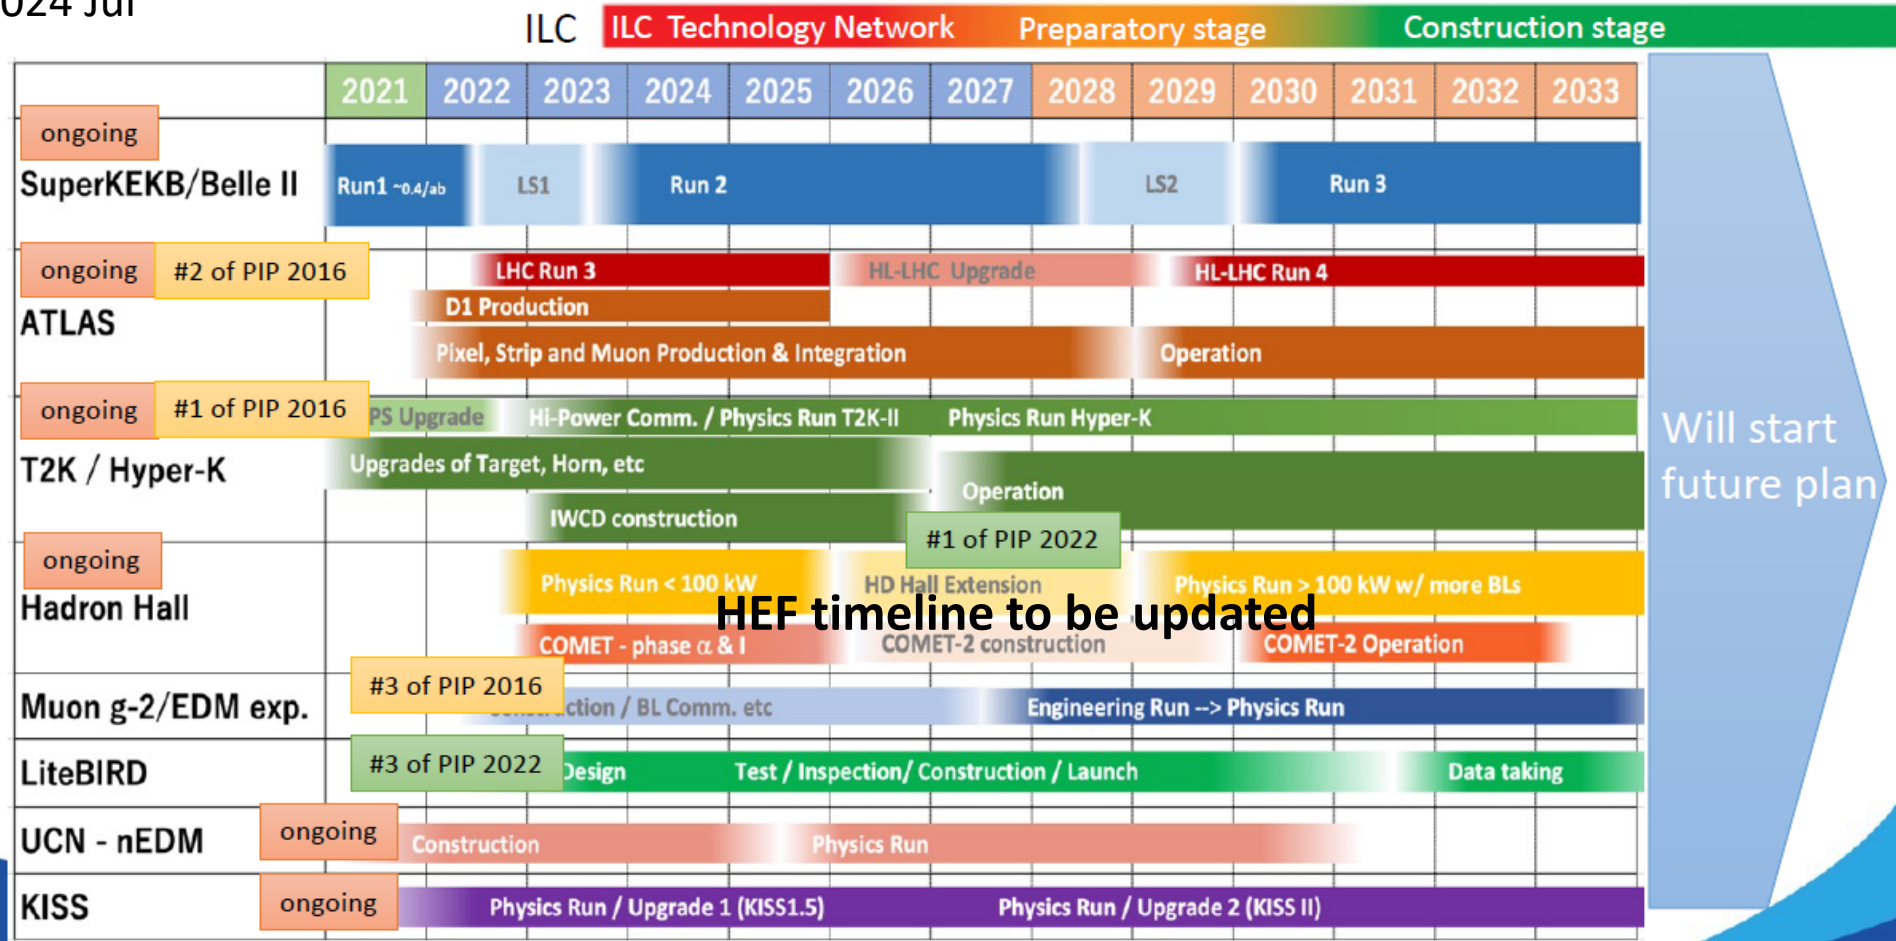 024 Jul
ILC
ILC Technology Network
Preparatory stage
Construction stage
2021 2022 2023 2024 2025 2026 2027 2028 2029 2030 2031 2032 2033
ongoing
SuperKEKB/Belle II
Run1 ~0.4/ab
LS1
Run 2
LS2
Run 3
ongoing
#2 of PIP 2016
ATLAS
LHC Run 3
HL-LHC Upgrade
HL-LHC Run 4
D1 Production
Pixel, Strip and Muon Production & Integration
Operation
ongoing
#1 of PIP 2016
T2K / Hyper-K
PS Upgrade
Hi-Power Comm. / Physics Run T2K-II
Physics Run Hyper-K
Upgrades of Target, Horn, etc
Operation
IWCD construction
#1 of PIP 2022
ongoing
Hadron Hall
Physics Run < 100 kW
HD Hall Extension
Physics Run > 100 kW w/ more BLs
HEF timeline to be updated
COMET - phase α & I
COMET-2 construction
COMET-2 Operation
Muon g-2/EDM exp.
#3 of PIP 2016
ction / BL Comm. etc
Engineering Run --> Physics Run
LiteBIRD
#3 of PIP 2022
Design
Test / Inspection/ Construction / Launch
Data taking
UCN - nEDM
ongoing
Construction
Physics Run
KISS
ongoing
Physics Run / Upgrade 1 (KISS1.5)
Physics Run / Upgrade 2 (KISS II)
Will start
future plan